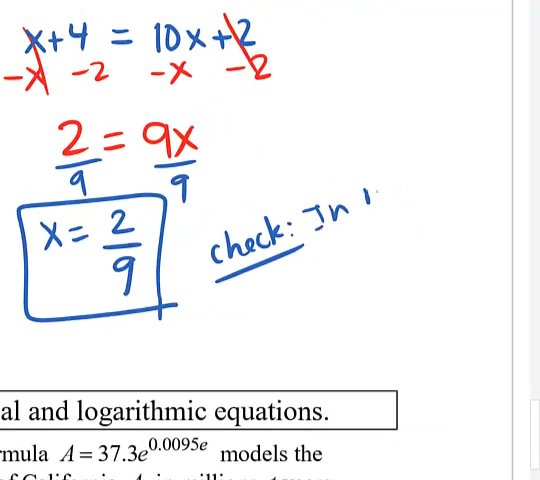 x+4 = 10x+2
-x -2 -x -2
2 = 9x
9 9
x = 2/9
check: In
al and logarithmic equations.
rmula A = 37.3e^0.0095e models the